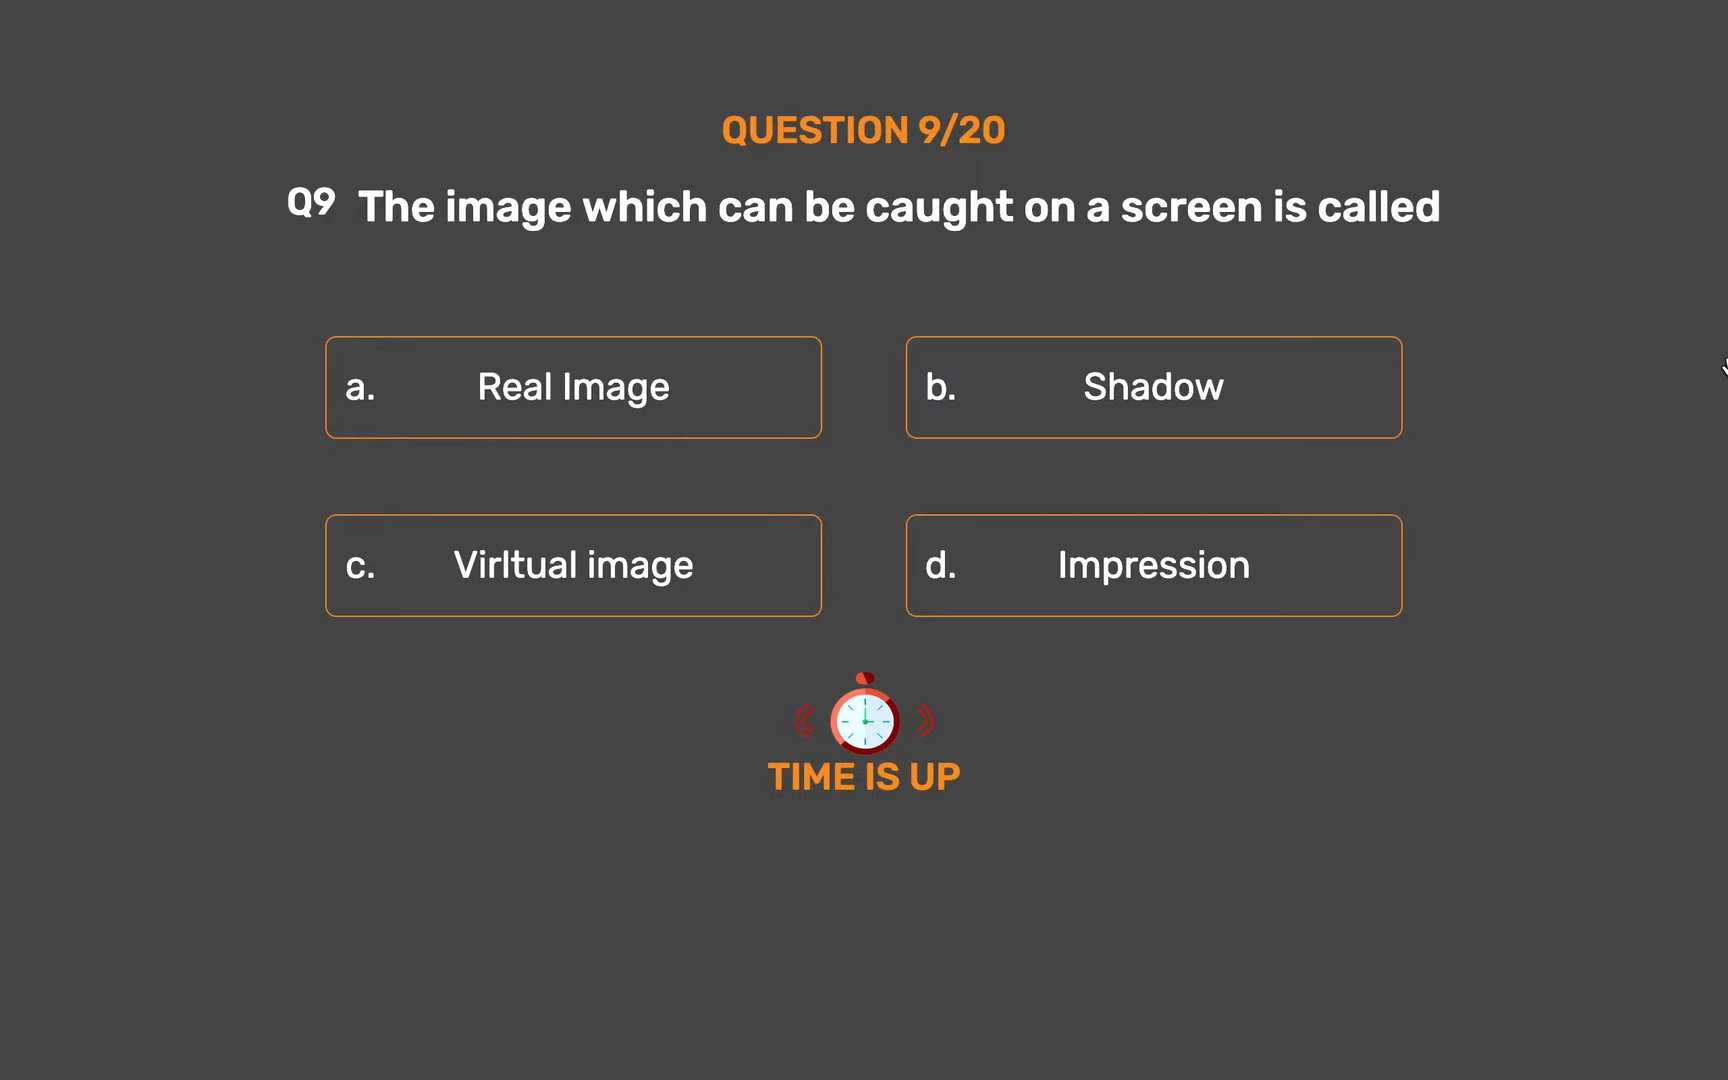 QUESTION 9/20
Q9 The image which can be caught on a screen is called
a. Real Image
b. Shadow
c. Virltual image
d. Impression
TIME IS UP